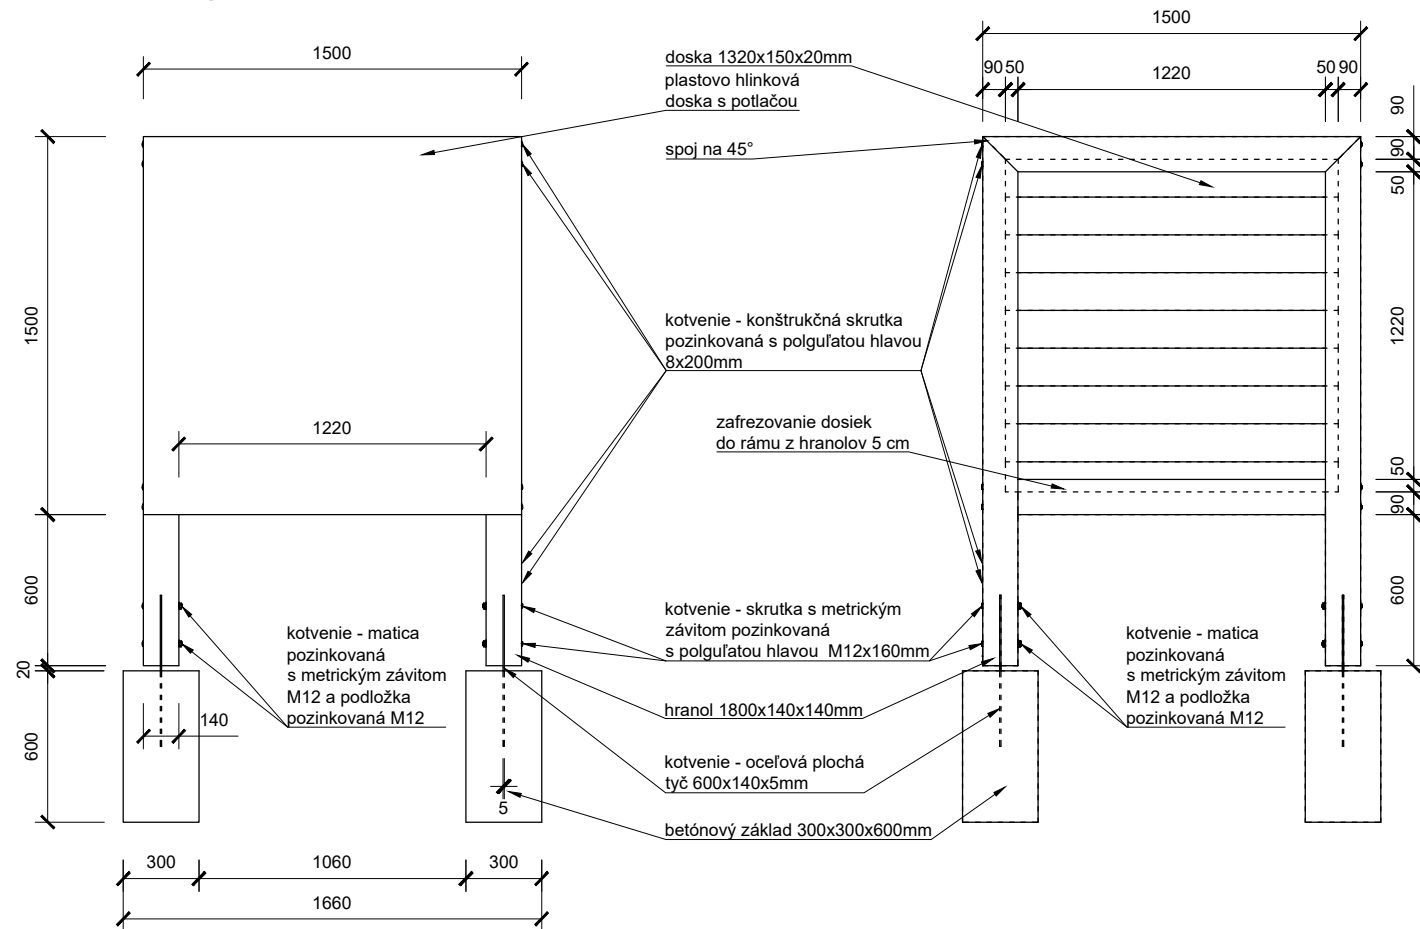 1500
1500
doska 1320x150x20mm
90
50
1220
50
90
plastovo hlinková
doska s potlačou
90
spoj na 45°
90
50
1500
kotvenie - konštrukčná skrutka
pozinkovaná s polguľatou hlavou
8x200mm
1220
1220
zafrezovanie dosiek
do rámu z hranolov 5 cm
50
90
600
600
kotvenie - matica
pozinkovaná
s metrickým závitom
M12 a podložka
pozinkovaná M12
kotvenie - skrutka s metrickým
závitom pozinkovaná
s polguľatou hlavou  M12x160mm
kotvenie - matica
pozinkovaná
s metrickým závitom
M12 a podložka
pozinkovaná M12
20
140
hranol 1800x140x140mm
600
kotvenie - oceľová plochá
tyč 600x140x5mm
5
betónový základ 300x300x600mm
300
1060
300
1660